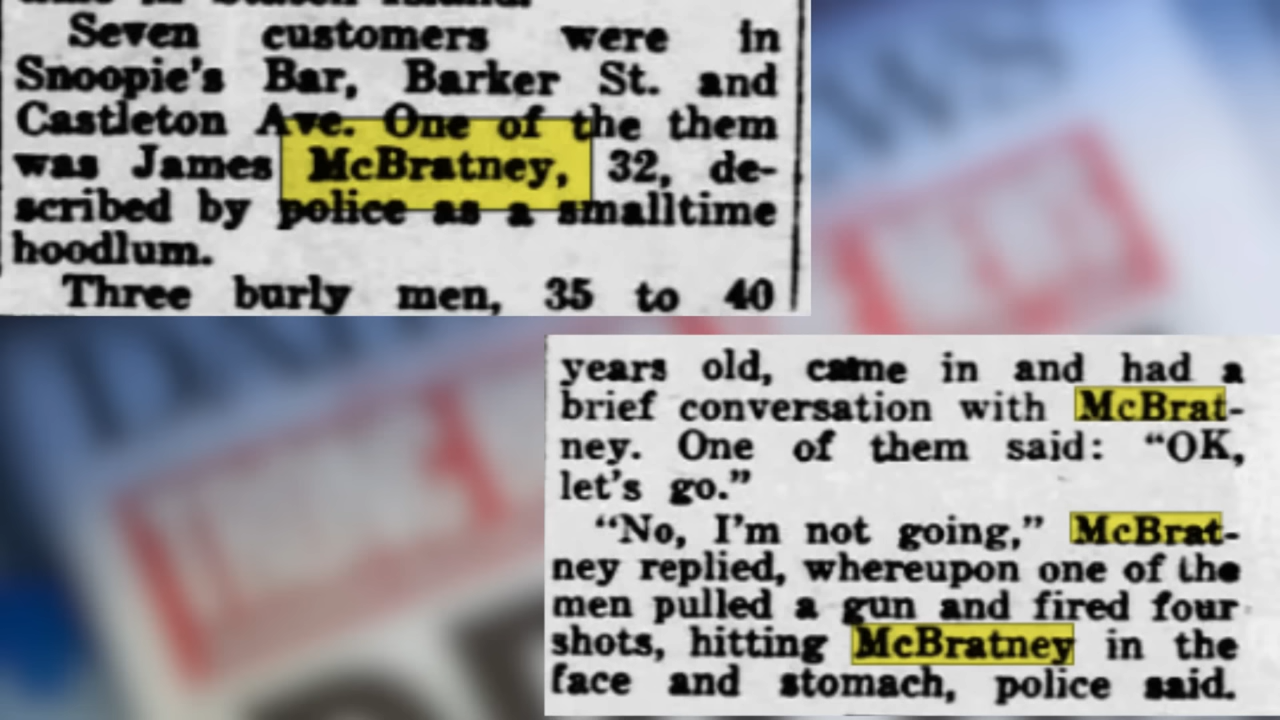 Seven customers were in
Snoopie's Bar, Barker St. and
Castleton Ave. One of the them
was James McBratney, 32, de-
scribed by police as a smalltime
hoodlum.
Three burly men, 35 to 40
years old, came in and had a
brief conversation with McBrat-
ney. One of them said: “OK,
let's go.”
“No, I'm not going,” McBrat-
ney replied, whereupon one of the
men pulled a gun and fired four
shots, hitting McBratney in the
face and stomach, police said.